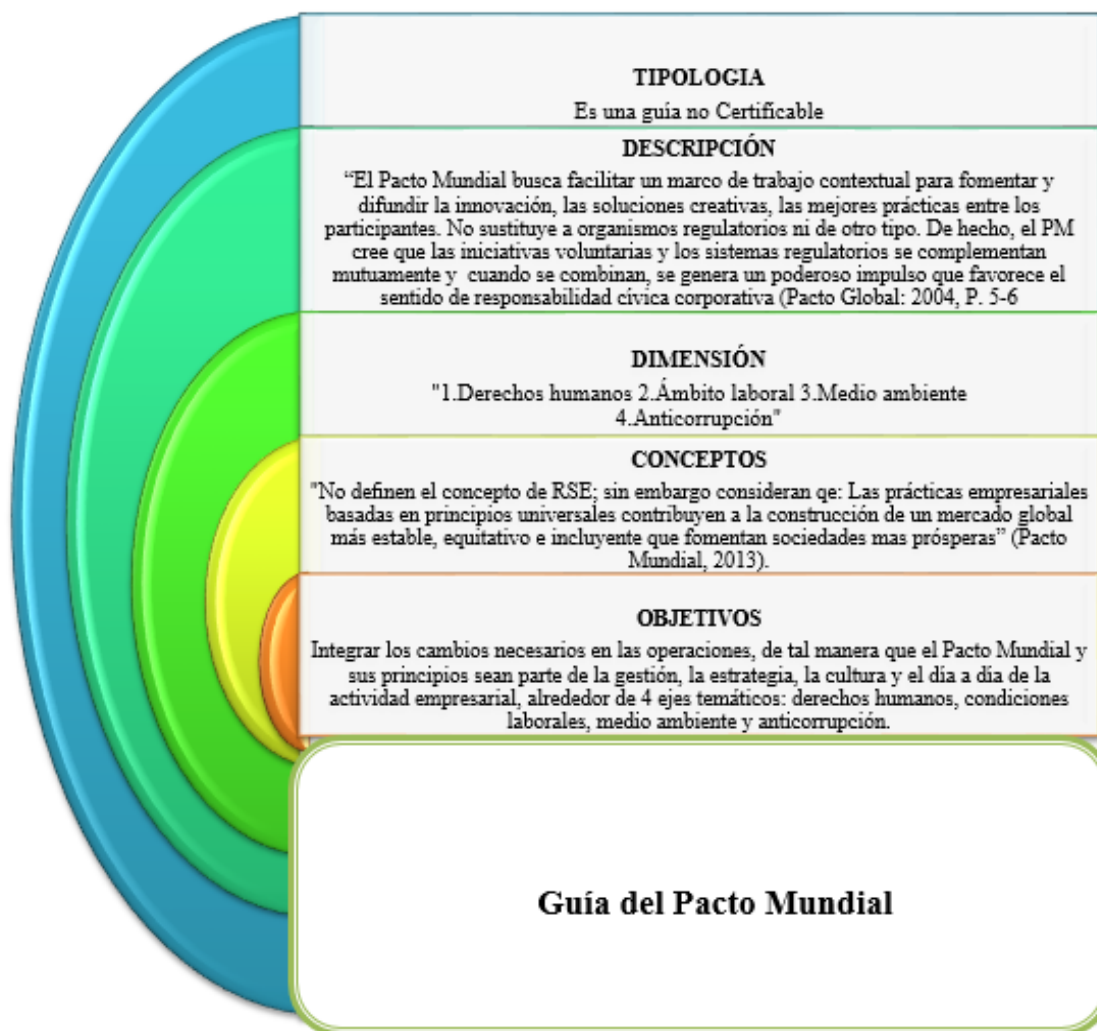 TIPOLOGIA
Es una guía no Certificable
DESCRIPCIÓN
“El Pacto Mundial busca facilitar un marco de trabajo contextual para fomentar y
difundir la innovación, las soluciones creativas, las mejores prácticas entre los
participantes. No sustituye a organismos regulatorios ni de otro tipo. De hecho, el PM
cree que las iniciativas voluntarias y los sistemas regulatorios se complementan
mutuamente y cuando se combinan, se genera un poderoso impulso que favorece el
sentido de responsabilidad cívica corporativa (Pacto Global: 2004, P. 5-6
DIMENSIÓN
"1.Derechos humanos 2.Ámbito laboral 3.Medio ambiente
4.Anticorrupción"
CONCEPTOS
"No definen el concepto de RSE; sin embargo consideran qe: Las prácticas empresariales
basadas en principios universales contribuyen a la construcción de un mercado global
más estable, equitativo e incluyente que fomentan sociedades mas prósperas” (Pacto
Mundial, 2013).
OBJETIVOS
Integrar los cambios necesarios en las operaciones, de tal manera que el Pacto Mundial y
sus principios sean parte de la gestión, la estrategia, la cultura y el día a día de la
actividad empresarial, alrededor de 4 ejes temáticos: derechos humanos, condiciones
laborales, medio ambiente y anticorrupción.
Guía del Pacto Mundial